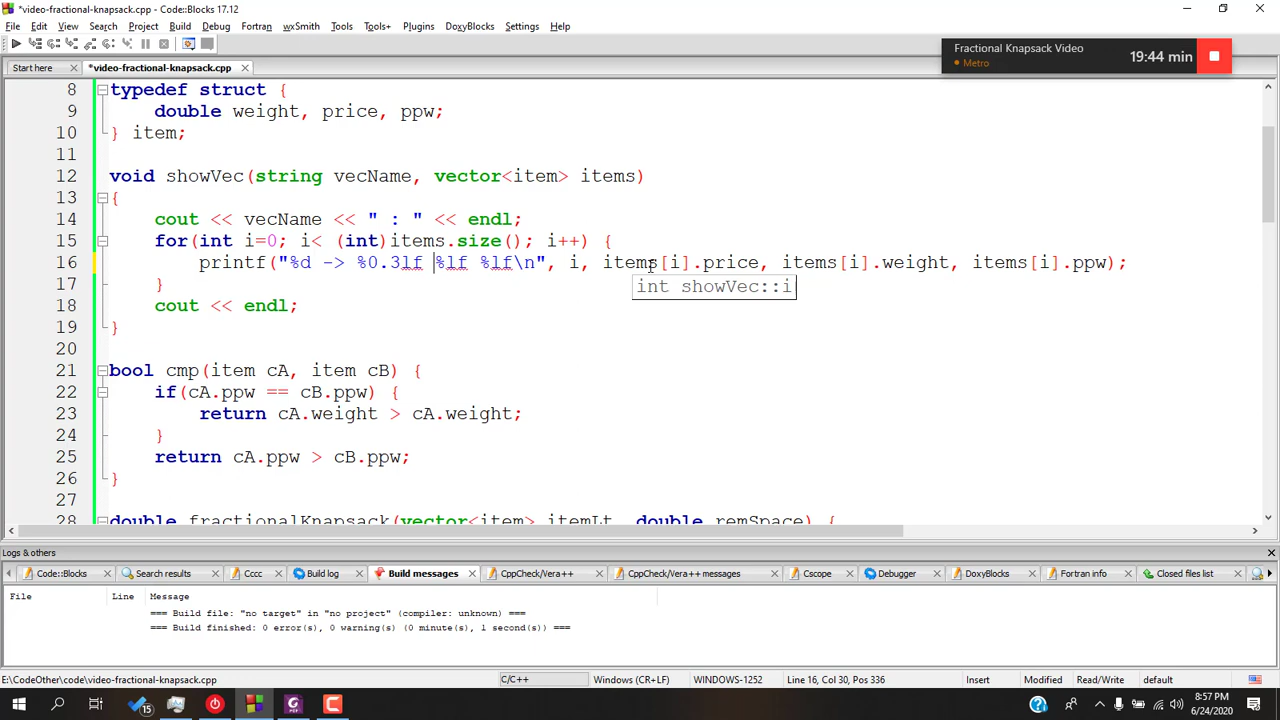 *video-fractional-knapsack.cpp - Code::Blocks 17.12
File Edit View Search Project Build Debug Fortran wxSmith Tools Tools+ Plugins DoxyBlocks Settings Help
Fractional Knapsack Video
Metro
19:44 min
Start here
*video-fractional-knapsack.cpp
8 typedef struct {
9 double weight, price, ppw;
10 } item;
11
12 void showVec(string vecName, vector<item> items)
13 {
14 cout << vecName << " : " << endl;
15 for(int i=0; i< (int)items.size(); i++) {
16 printf("%d -> %0.3lf %lf %lf\n", i, items[i].price, items[i].weight, items[i].ppw);
int showVec::i
17 }
18 cout << endl;
19 }
20
21 bool cmp(item cA, item cB) {
22 if(cA.ppw == cB.ppw) {
23 return cA.weight > cA.weight;
24 }
25 return cA.ppw > cB.ppw;
26 }
27
28 double fractionalKnapsack(vector<item> itemLt, double remSpace) {
Logs & others
Code::Blocks Search results Cccc Build log Build messages CppCheck/Vera++ CppCheck/Vera++ messages Cscope Debugger DoxyBlocks Fortran info Closed files list
File Line Message
=== Build file: "no target" in "no project" (compiler: unknown) ===
=== Build finished: 0 error(s), 0 warning(s) (0 minute(s), 1 second(s)) ===
E:\CodeOther\code\video-fractional-knapsack.cpp C/C++ Windows (CR+LF) WINDOWS-1252 Line 16, Col 30, Pos 336 Insert Modified Read/Write default
15
8:57 PM
6/24/2020